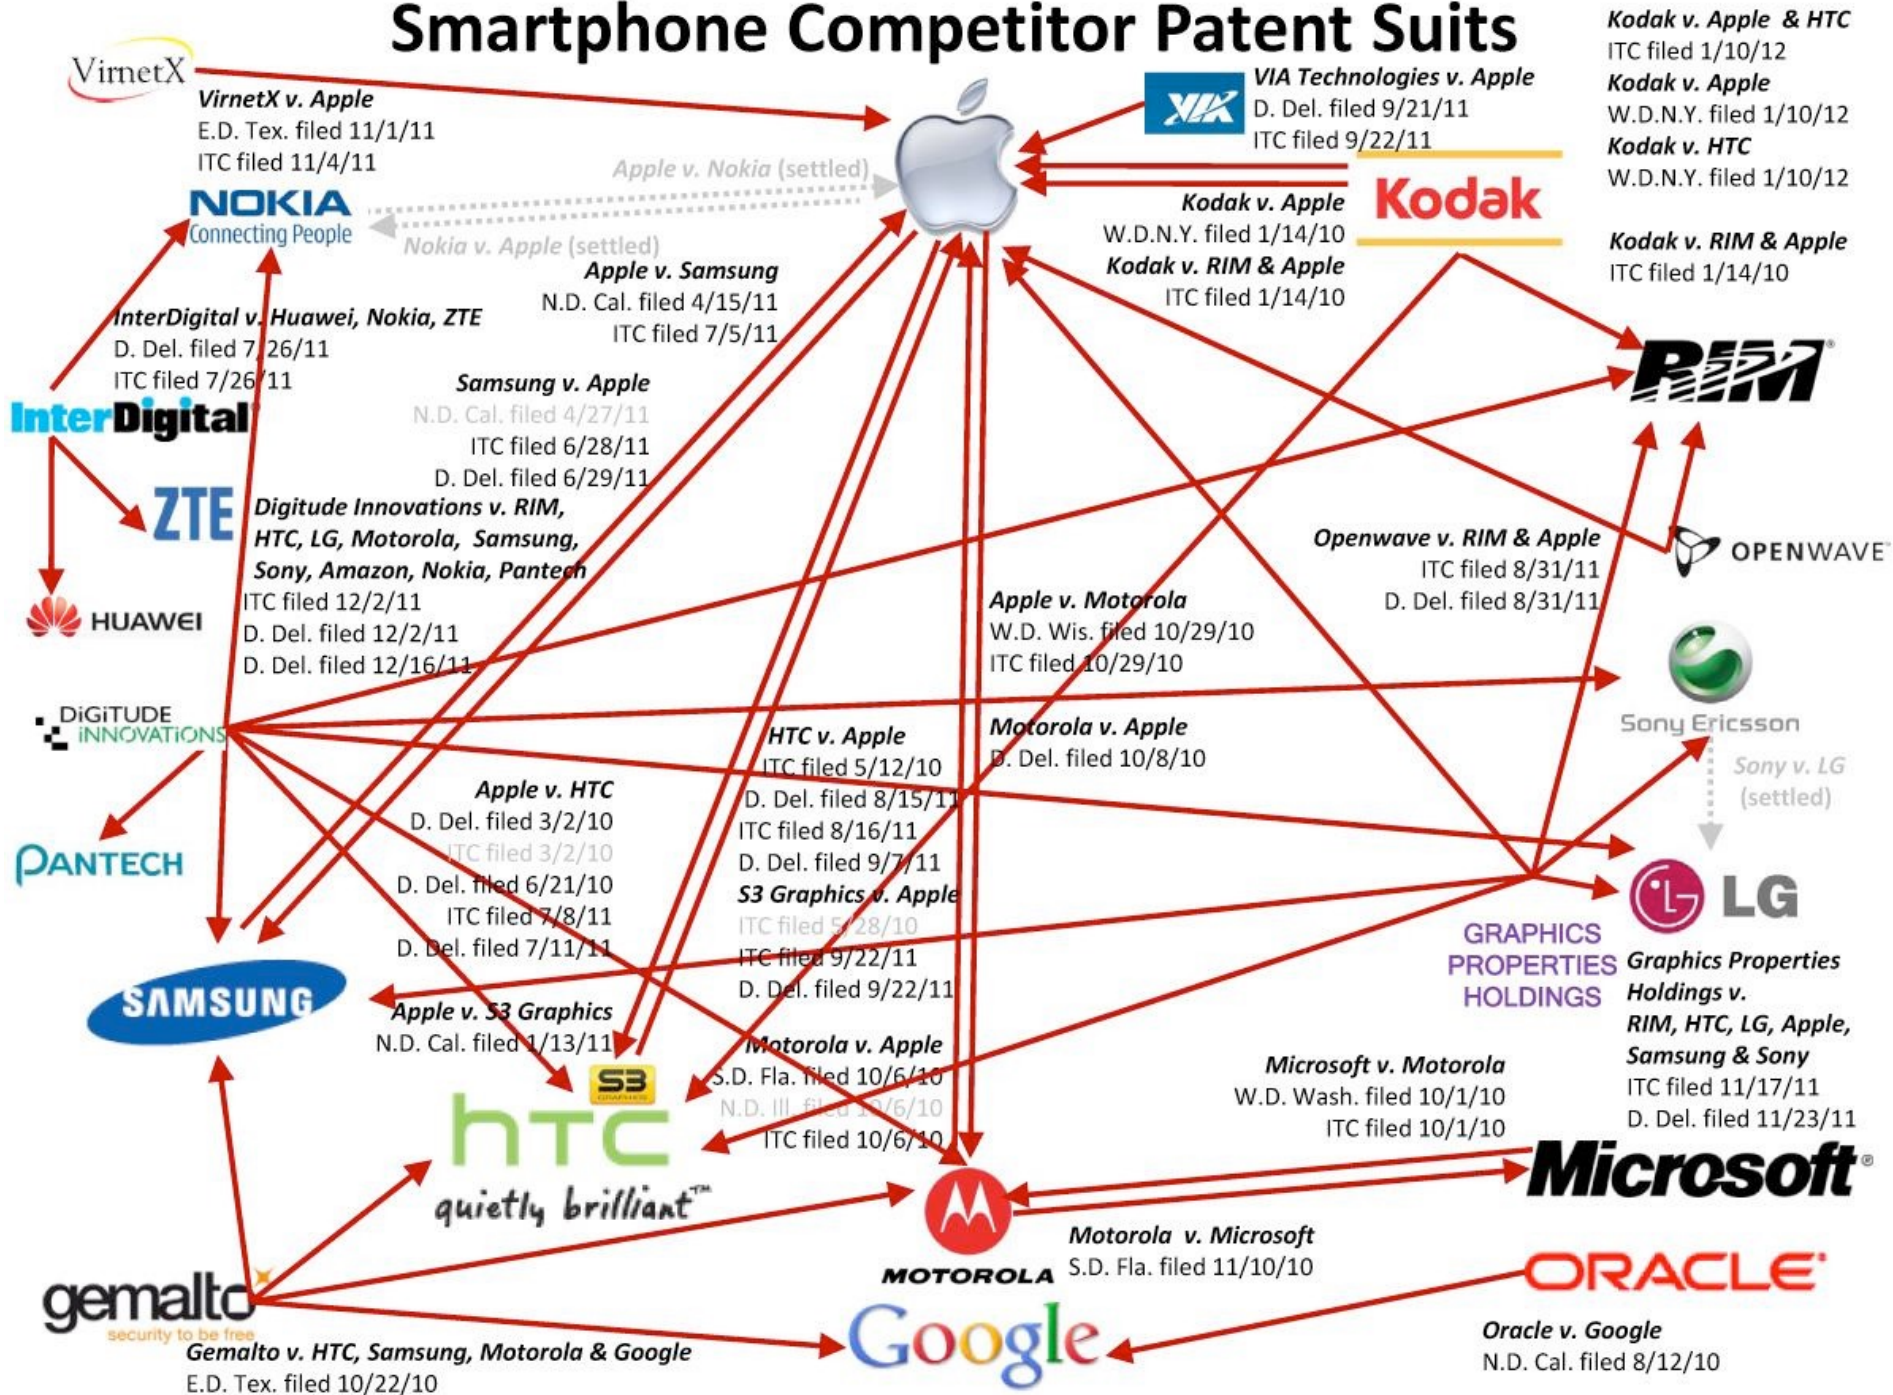 Smartphone Competitor Patent Suits
VirnetX
VirnetX v. Apple
E.D. Tex. filed 11/1/11
ITC filed 11/4/11
VIA
VIA Technologies v. Apple
D. Del. filed 9/21/11
ITC filed 9/22/11
Kodak v. Apple & HTC
ITC filed 1/10/12
Kodak v. Apple
W.D.N.Y. filed 1/10/12
Kodak v. HTC
W.D.N.Y. filed 1/10/12
Kodak v. RIM & Apple
ITC filed 1/14/10
Kodak
Kodak v. Apple
W.D.N.Y. filed 1/14/10
Kodak v. RIM & Apple
ITC filed 1/14/10
NOKIA
Connecting People
Apple v. Nokia (settled)
Nokia v. Apple (settled)
Apple v. Samsung
N.D. Cal. filed 4/15/11
ITC filed 7/5/11
InterDigital v. Huawei, Nokia, ZTE
D. Del. filed 7/26/11
ITC filed 7/26/11
InterDigital
Samsung v. Apple
N.D. Cal. filed 4/27/11
ITC filed 6/28/11
D. Del. filed 6/29/11
RIM®
ZTE
Digitude Innovations v. RIM,
HTC, LG, Motorola, Samsung,
Sony, Amazon, Nokia, Pantech
ITC filed 12/2/11
D. Del. filed 12/2/11
D. Del. filed 12/16/11
HUAWEI
Openwave v. RIM & Apple
ITC filed 8/31/11
D. Del. filed 8/31/11
OPENWAVE
Apple v. Motorola
W.D. Wis. filed 10/29/10
ITC filed 10/29/10
Sony Ericsson
DiGiTUDE
iNNOVATiONS
Motorola v. Apple
D. Del. filed 10/8/10
HTC v. Apple
ITC filed 5/12/10
D. Del. filed 8/15/11
ITC filed 8/16/11
D. Del. filed 9/7/11
S3 Graphics v. Apple
ITC filed 5/28/10
ITC filed 9/22/11
D. Del. filed 9/22/11
Sony v. LG
(settled)
Apple v. HTC
D. Del. filed 3/2/10
ITC filed 3/2/10
D. Del. filed 6/21/10
ITC filed 7/8/11
D. Del. filed 7/11/11
PANTECH
LG
GRAPHICS
PROPERTIES
HOLDINGS
Graphics Properties
Holdings v.
RIM, HTC, LG, Apple,
Samsung & Sony
ITC filed 11/17/11
D. Del. filed 11/23/11
SAMSUNG
Apple v. S3 Graphics
N.D. Cal. filed 1/13/11
S3
GRAPHICS
Motorola v. Apple
S.D. Fla. filed 10/6/10
N.D. Ill. filed 10/6/10
ITC filed 10/6/10
Microsoft v. Motorola
W.D. Wash. filed 10/1/10
ITC filed 10/1/10
hTC
quietly brilliant™
Microsoft®
Motorola v. Microsoft
S.D. Fla. filed 11/10/10
MOTOROLA
ORACLE
gemalto
security to be free
Google
Gemalto v. HTC, Samsung, Motorola & Google
E.D. Tex. filed 10/22/10
Oracle v. Google
N.D. Cal. filed 8/12/10